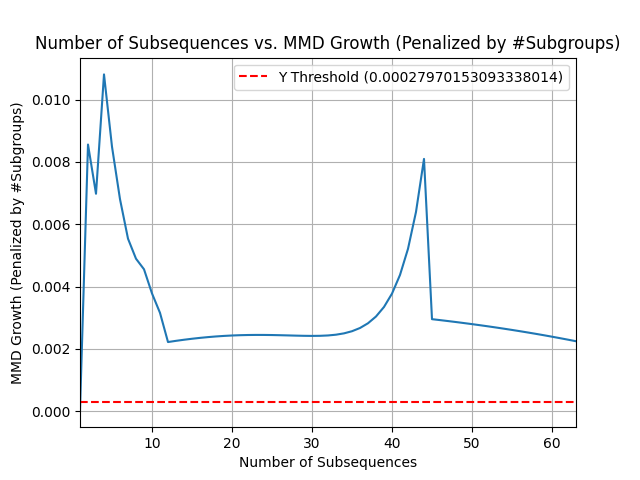 Number of Subsequences vs. MMD Growth (Penalized by #Subgroups)
Y Threshold (0.00027970153093338014)
MMD Growth (Penalized by #Subgroups)
0.010
0.008
0.006
0.004
0.002
0.000
10 20 30 40 50 60
Number of Subsequences